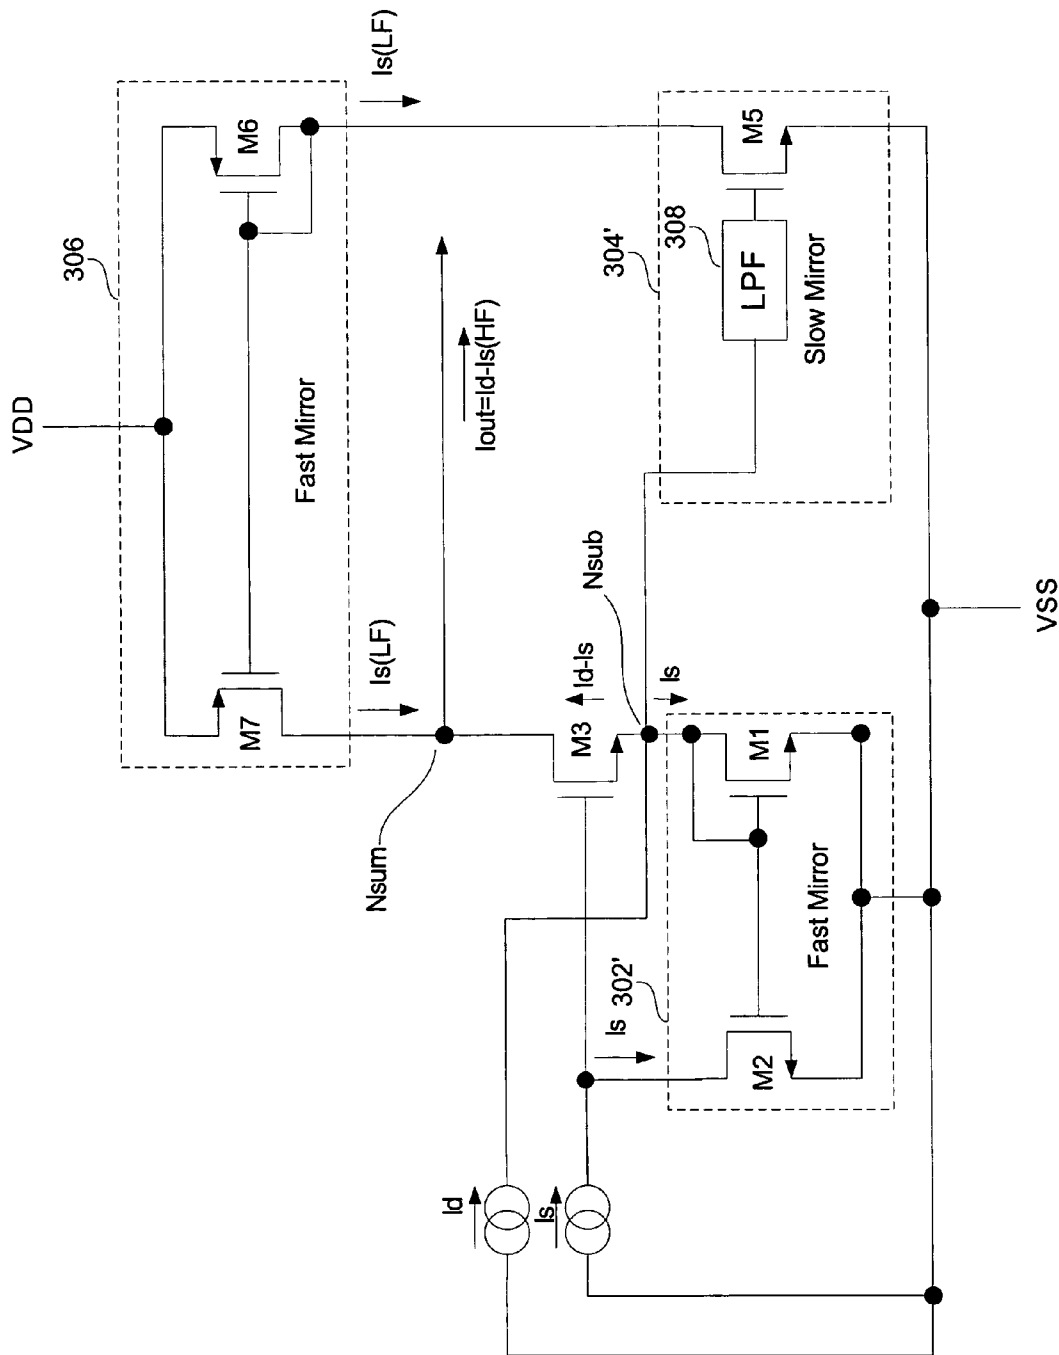 VDD
306
M7
M6
Fast Mirror
Is(LF)
Is(LF)
Nsum
Iout=Id-Is(HF)
M3
Id-Is
Nsub
Is
Is
302'
M2
M1
Fast Mirror
304'
308
LPF
M5
Slow Mirror
Id
Is
VSS